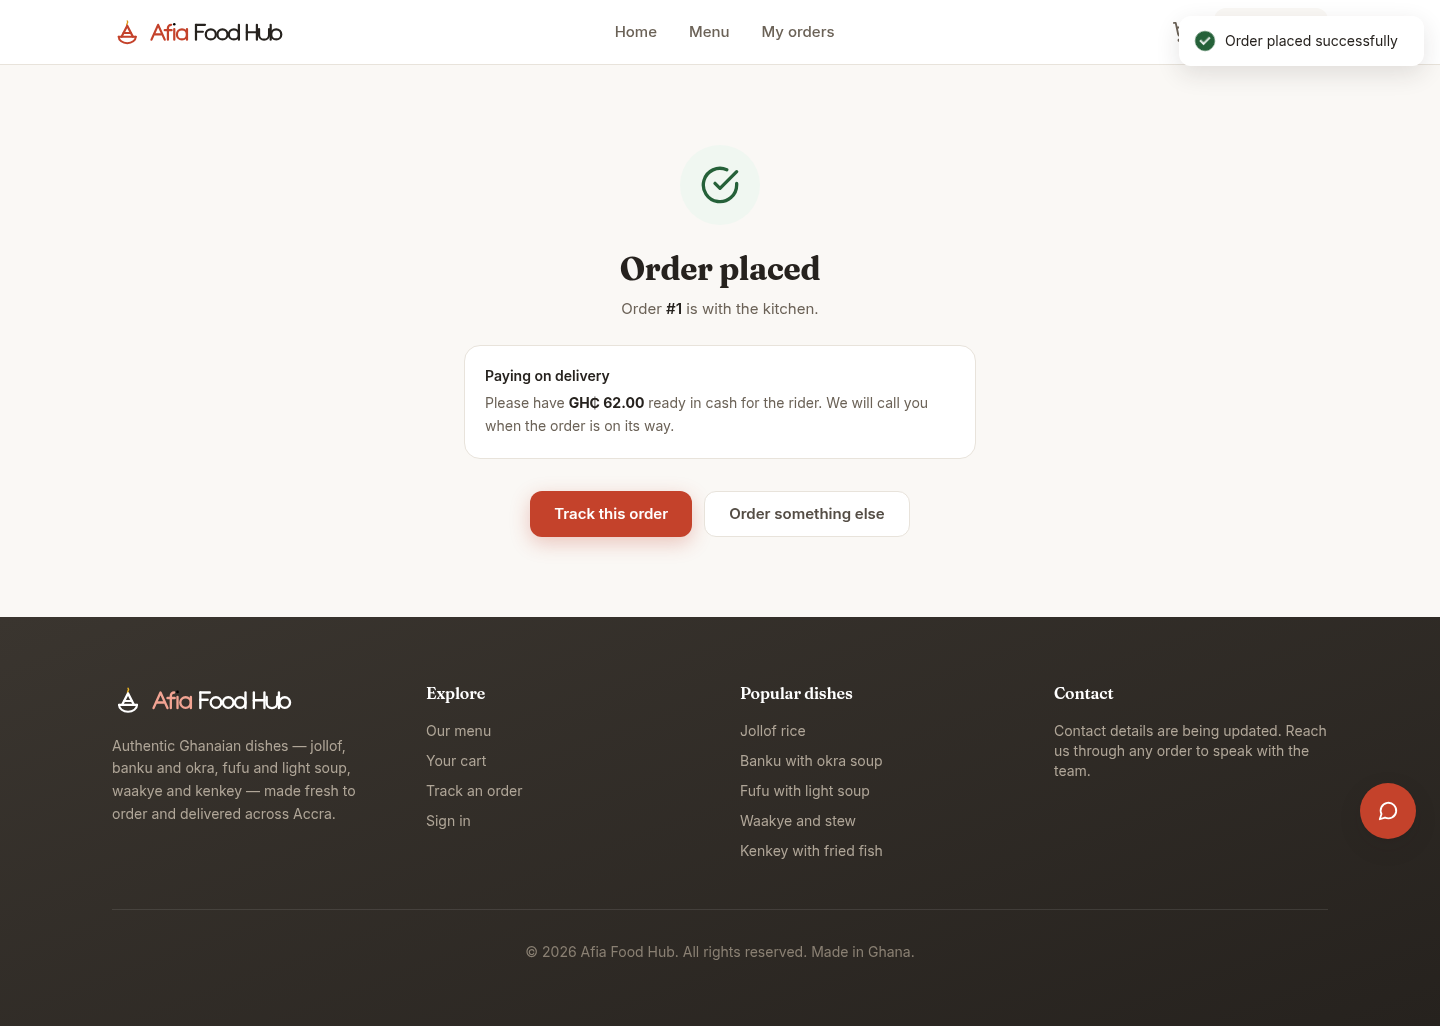 Afia Food Hub
Home
Menu
My orders
Order placed successfully
Order placed
Order #1 is with the kitchen.
Paying on delivery
Please have GH₵ 62.00 ready in cash for the rider. We will call you
when the order is on its way.
Track this order
Order something else
Afia Food Hub
Authentic Ghanaian dishes — jollof,
banku and okra, fufu and light soup,
waakye and kenkey — made fresh to
order and delivered across Accra.
Explore
Our menu
Your cart
Track an order
Sign in
Popular dishes
Jollof rice
Banku with okra soup
Fufu with light soup
Waakye and stew
Kenkey with fried fish
Contact
Contact details are being updated. Reach
us through any order to speak with the
team.
© 2026 Afia Food Hub. All rights reserved. Made in Ghana.